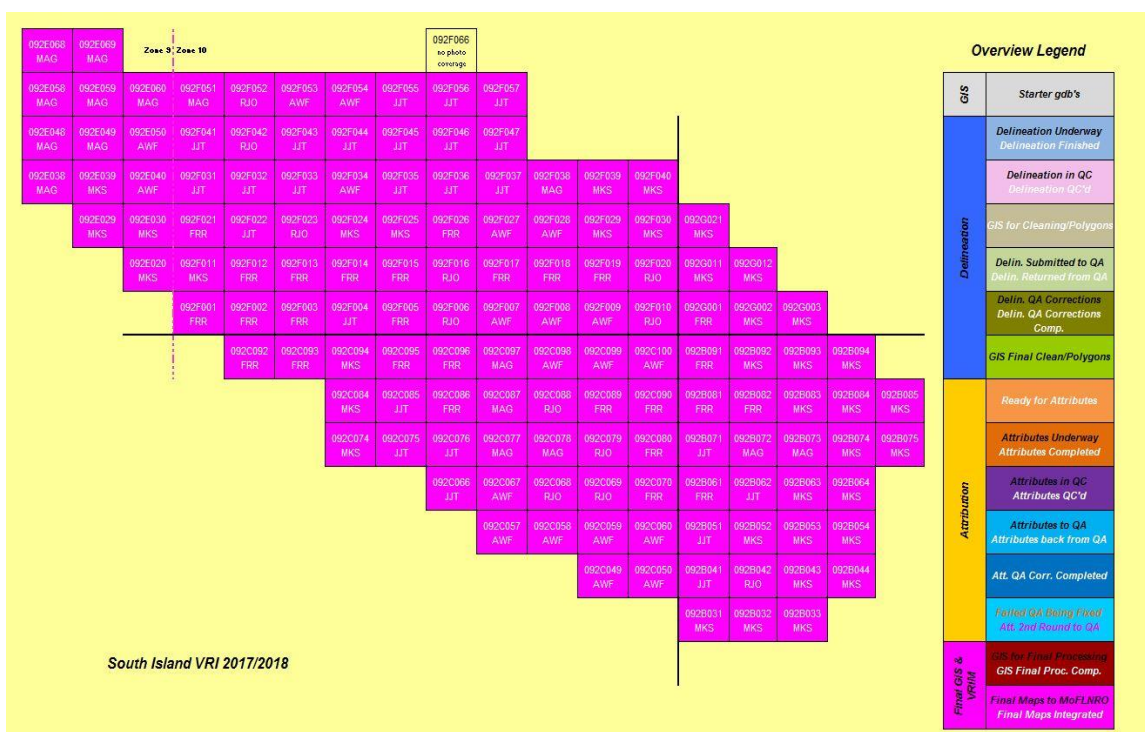 092E068 092E069 Zone 9 Zone 10 092F066
MAG MAG no photo
coverage
Overview Legend
092E058 092E059 092E060 092F051 092F052 092F053 092F054 092F055 092F056 092F057
MAG MAG MAG MAG RJO AWF AWF JJT JJT JJT
092E048 092E049 092E050 092F041 092F042 092F043 092F044 092F045 092F046 092F047
MAG MAG AWF JJT RJO JJT JJT JJT JJT JJT
092E038 092E039 092E040 092F031 092F032 092F033 092F034 092F035 092F036 092F037 092F038 092F039 092F040
MAG MKS AWF JJT JJT JJT AWF JJT JJT JJT MAG MKS MKS
092E029 092E030 092F021 092F022 092F023 092F024 092F025 092F026 092F027 092F028 092F029 092F030 092G021
MKS MKS FRR JJT RJO MKS MKS FRR AWF AWF MKS MKS MKS
092E020 092F011 092F012 092F013 092F014 092F015 092F016 092F017 092F018 092F019 092F020 092G011 092G012
MKS MKS FRR FRR FRR FRR RJO FRR FRR FRR RJO MKS MKS
092F001 092F002 092F003 092F004 092F005 092F006 092F007 092F008 092F009 092F010 092G001 092G002 092G003
FRR FRR FRR JJT FRR RJO AWF AWF AWF RJO FRR MKS MKS
092C092 092C093 092C094 092C095 092C096 092C097 092C098 092C099 092C100 092B091 092B092 092B093 092B094
FRR FRR MKS FRR FRR MAG AWF AWF AWF FRR MKS MKS MKS
092C084 092C085 092C086 092C087 092C088 092C089 092C090 092B081 092B082 092B083 092B084 092B085
MKS JJT FRR MAG RJO FRR FRR FRR FRR MKS MKS MKS
092C074 092C075 092C076 092C077 092C078 092C079 092C080 092B071 092B072 092B073 092B074 092B075
MKS JJT JJT MAG MAG RJO FRR JJT MAG MAG MKS MKS
092C066 092C067 092C068 092C069 092C070 092B061 092B062 092B063 092B064
JJT AWF RJO RJO FRR FRR JJT MKS MKS
092C057 092C058 092C059 092C060 092B051 092B052 092B053 092B054
AWF AWF AWF AWF JJT MKS MKS MKS
092C049 092C050 092B041 092B042 092B043 092B044
AWF AWF JJT RJO MKS MKS
092B031 092B032 092B033
MKS MKS MKS
South Island VRI 2017/2018
GIS
Starter gdb's
Delineation
Delineation Underway
Delineation Finished
Delineation in QC
Delineation QC'd
GIS for Cleaning/Polygons
Delin. Submitted to QA
Delin. Returned from QA
Delin. QA Corrections
Delin. QA Corrections
Comp.
GIS Final Clean/Polygons
Attribution
Ready for Attributes
Attributes Underway
Attributes Completed
Attributes in QC
Attributes QC'd
Attributes to QA
Attributes back from QA
Att. QA Corr. Completed
Failed QA Being Fixed
Att. 2nd Round to QA
Final GIS &
VRIM
GIS for Final Processing
GIS Final Proc. Comp.
Final Maps to MoFLNRO
Final Maps Integrated